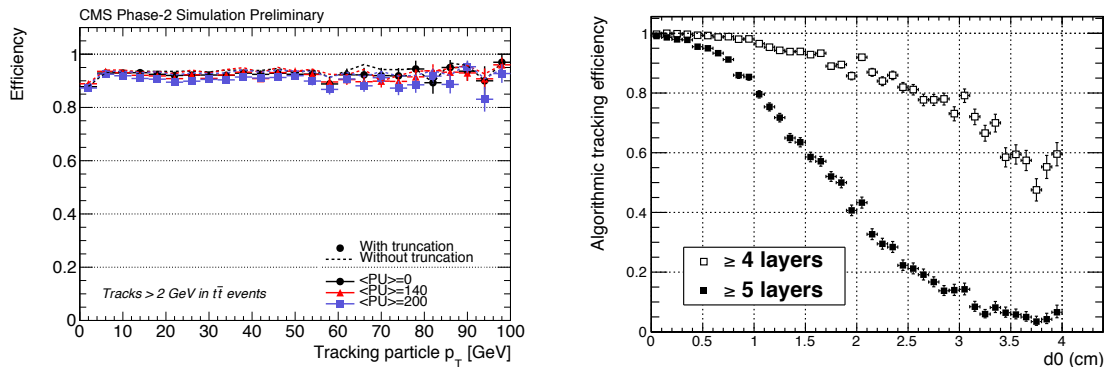 CMS Phase-2 Simulation Preliminary
Efficiency
1
0.8
0.6
0.4
0.2
0
With truncation
Without truncation
<PU>=0
<PU>=140
<PU>=200
Tracks > 2 GeV in tt̄ events
0 10 20 30 40 50 60 70 80 90 100
Tracking particle p_T [GeV]
Algorithmic tracking efficiency
1
0.8
0.6
0.4
0.2
0
≥ 4 layers
≥ 5 layers
0 0.5 1 1.5 2 2.5 3 3.5 4
d0 (cm)